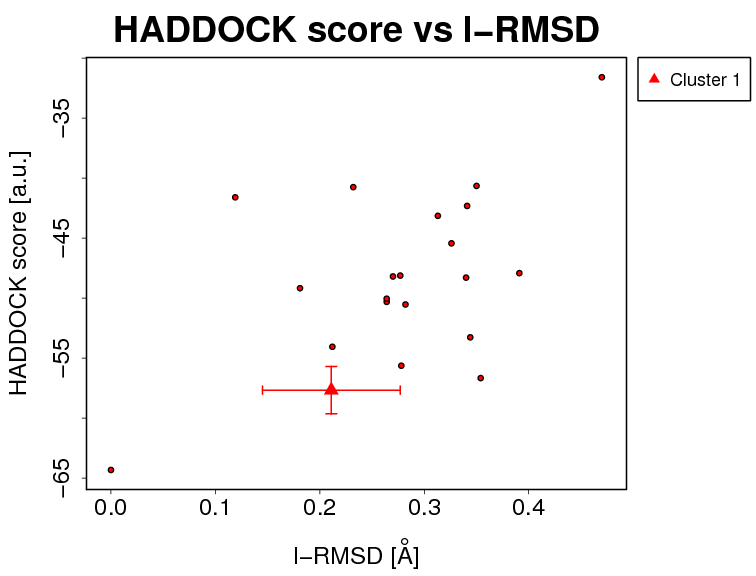 HADDOCK score vs l−RMSD
Cluster 1
HADDOCK score [a.u.]
−35
−45
−55
−65
0.0 0.1 0.2 0.3 0.4
l−RMSD [Å]